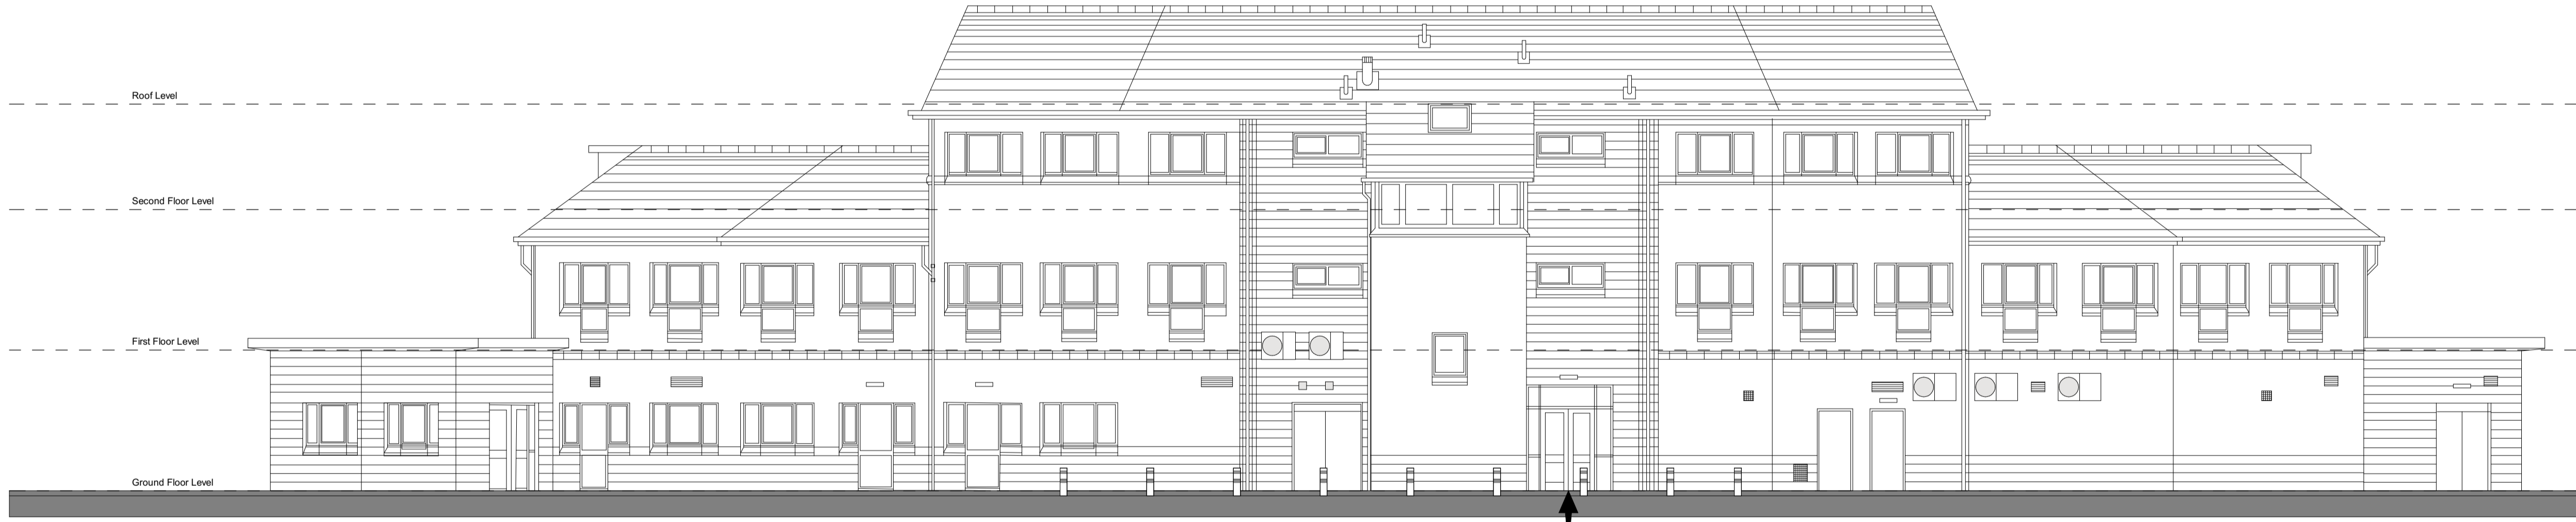 Roof Level
Second Floor Level
First Floor Level
Ground Floor Level